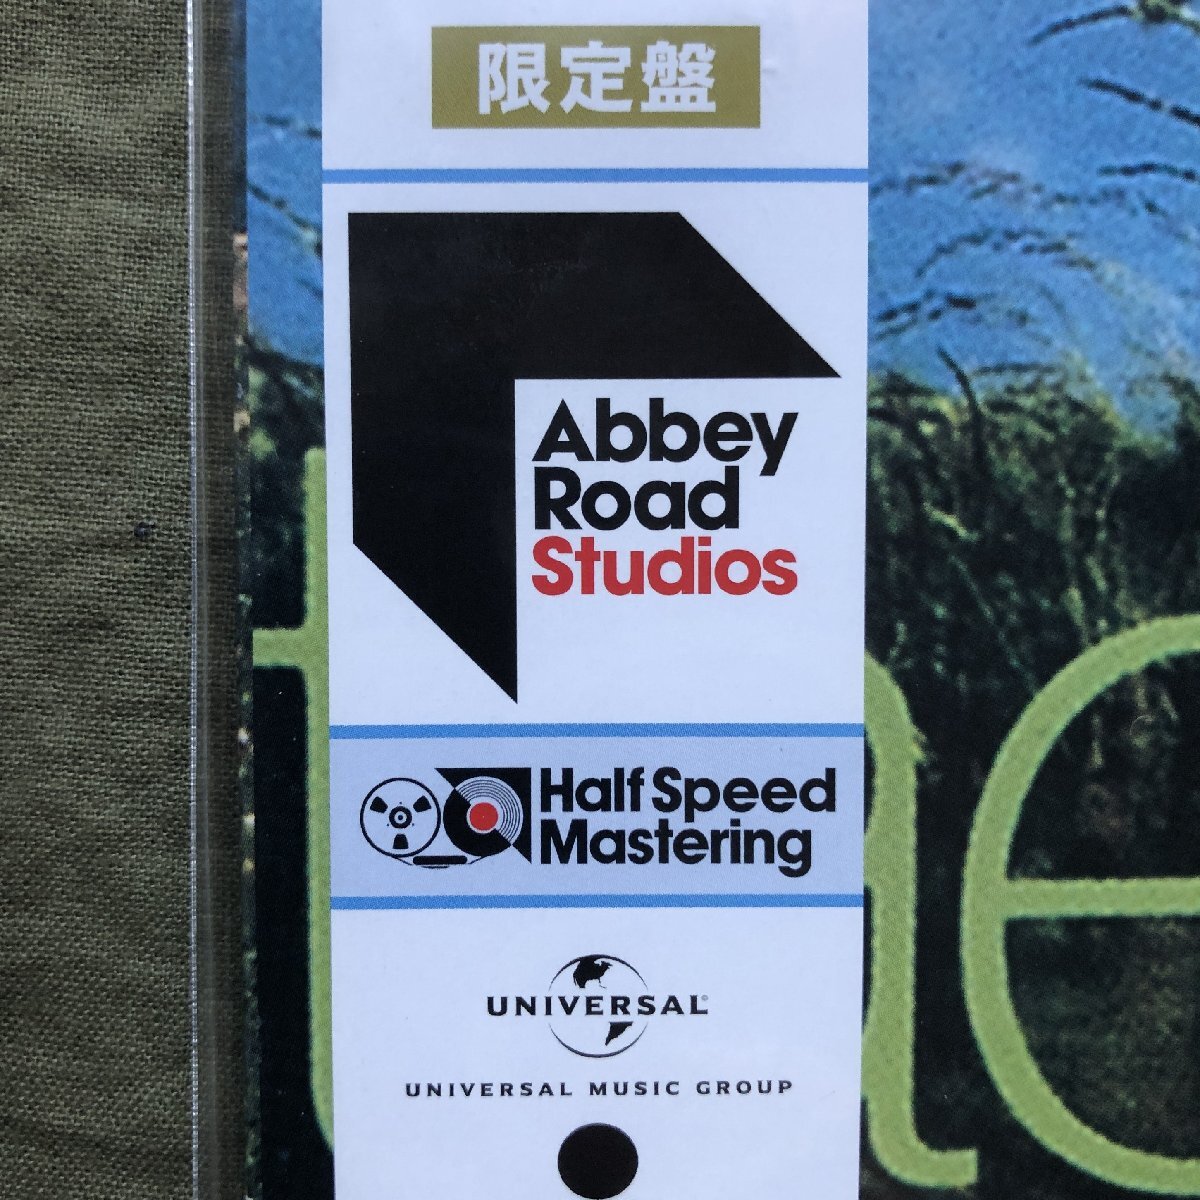 限定盤
Abbey
Road
Studios
Half Speed
Mastering
UNIVERSAL®
UNIVERSAL MUSIC GROUP